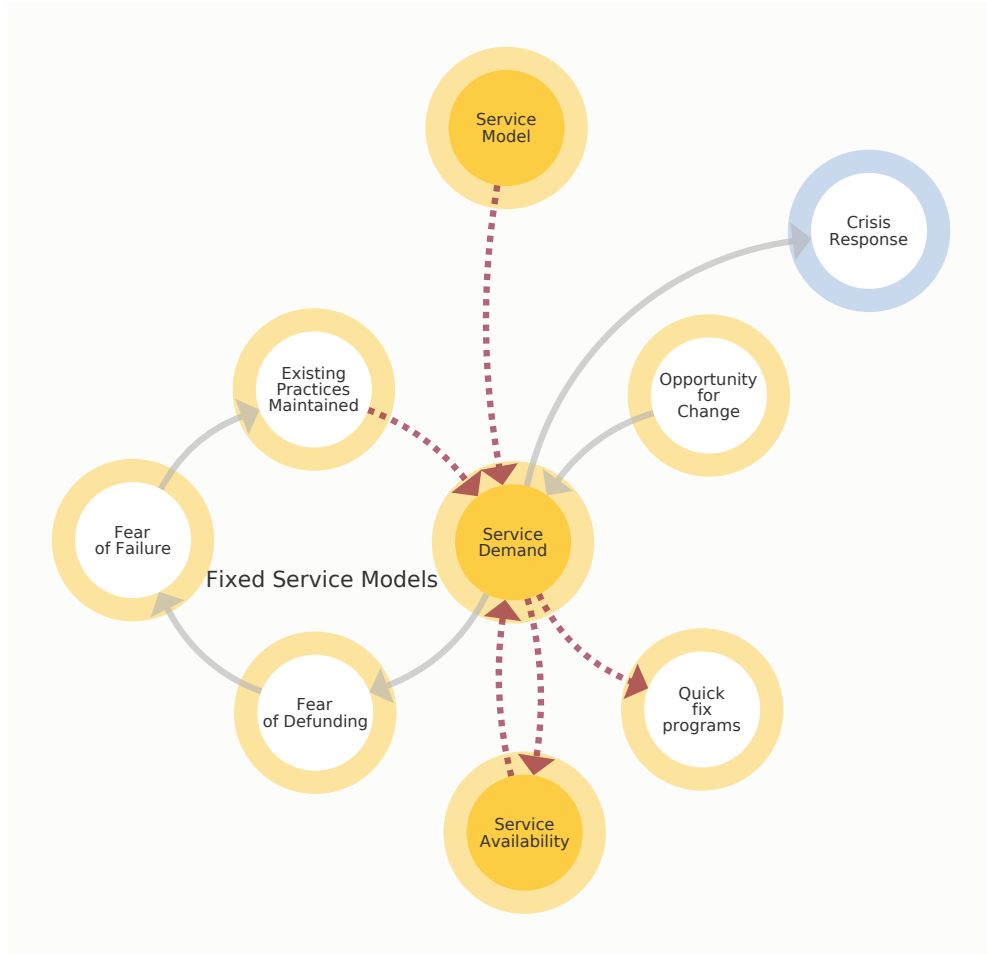 Service
Model
Crisis
Response
Existing
Practices
Maintained
Opportunity
for
Change
Fear
of Failure
Service
Demand
Fixed Service Models
Fear
of Defunding
Quick
fix
programs
Service
Availability